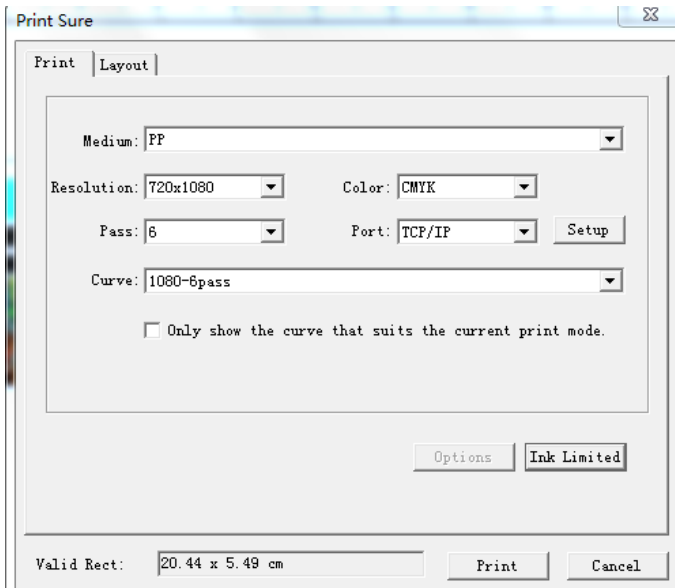 Print Sure
Print Layout
Medium: PP
Resolution: 720x1080 Color: CMYK
Pass: 6 Port: TCP/IP Setup
Curve: 1080-6pass
Only show the curve that suits the current print mode.
Options Ink Limited
Valid Rect: 20.44 x 5.49 cm Print Cancel